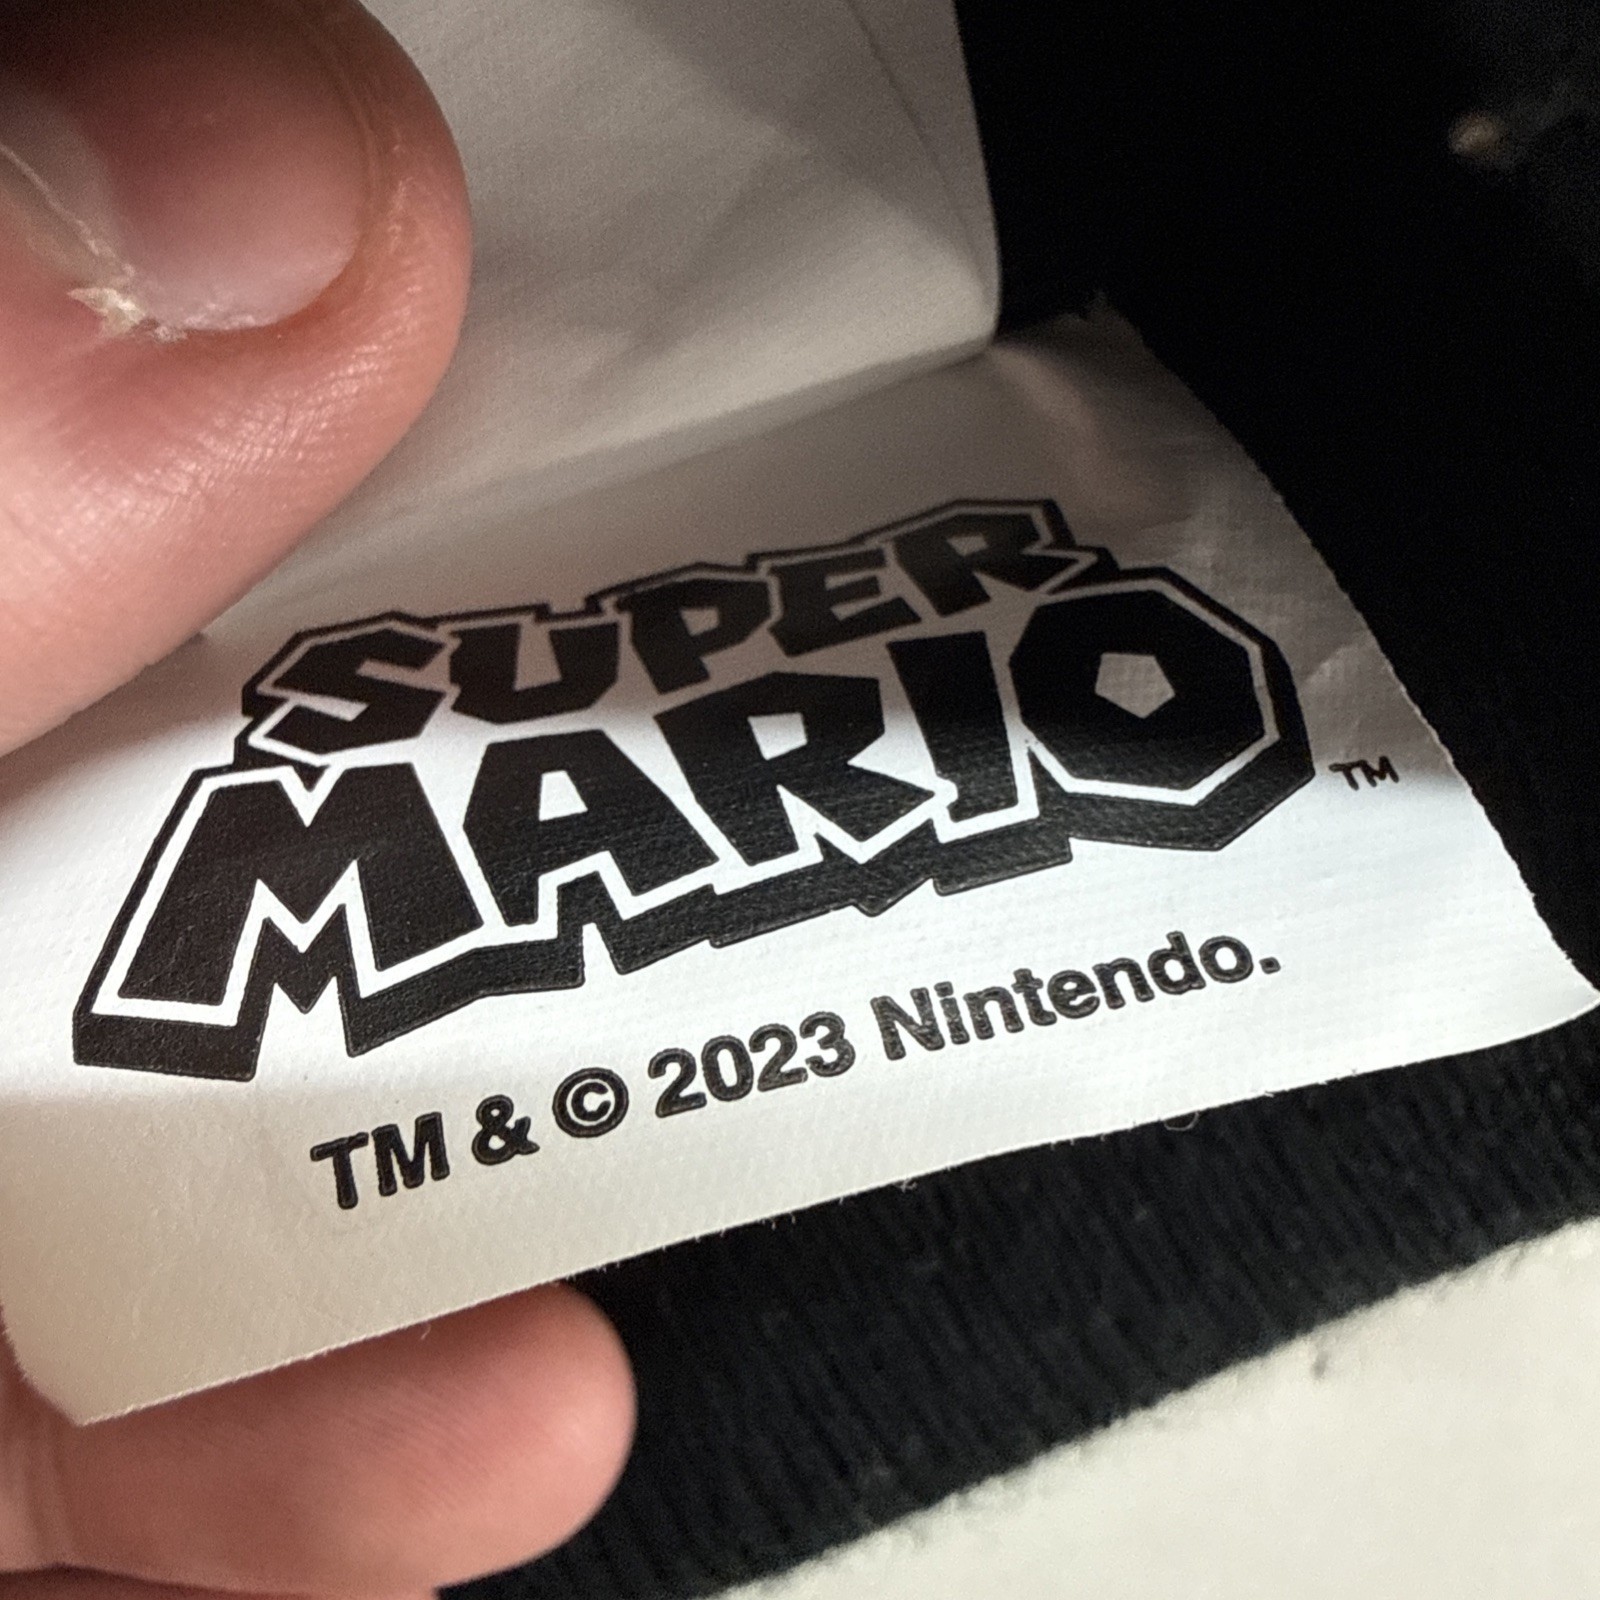 SUPER
MARIO™
TM & © 2023 Nintendo.